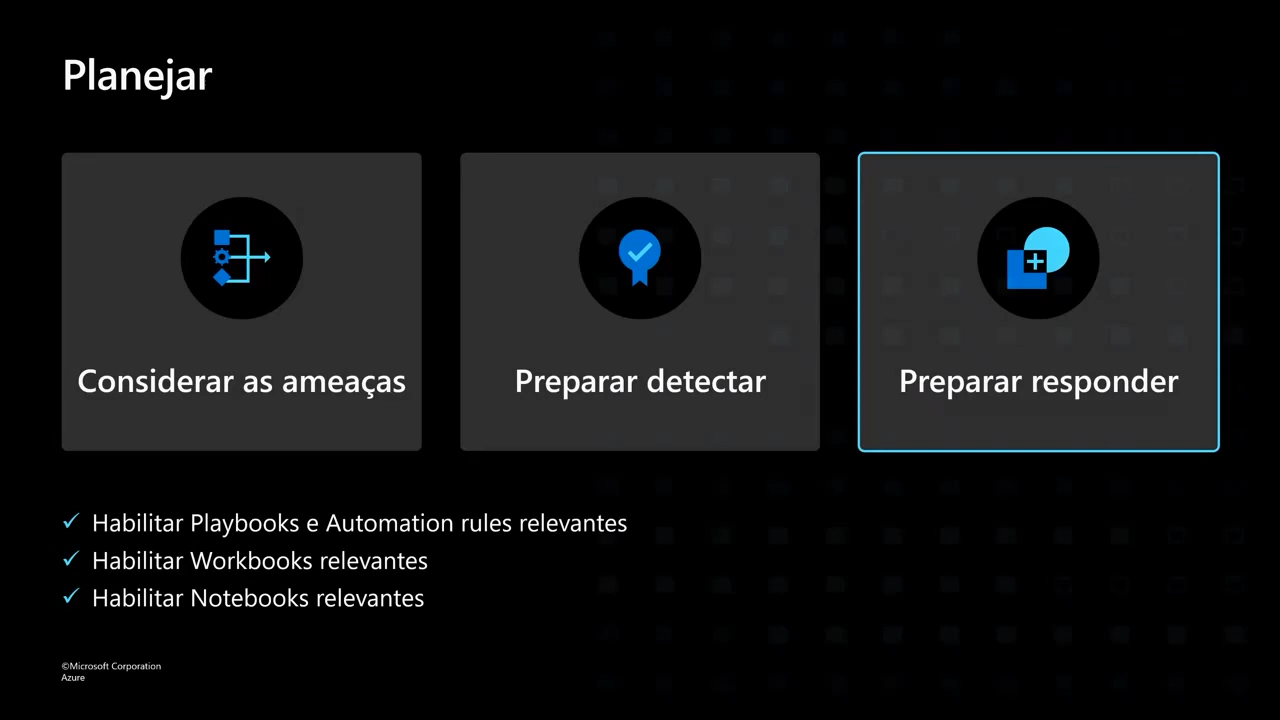 Planejar
Considerar as ameaças
Preparar detectar
Preparar responder
Habilitar Playbooks e Automation rules relevantes
Habilitar Workbooks relevantes
Habilitar Notebooks relevantes
©Microsoft Corporation
Azure